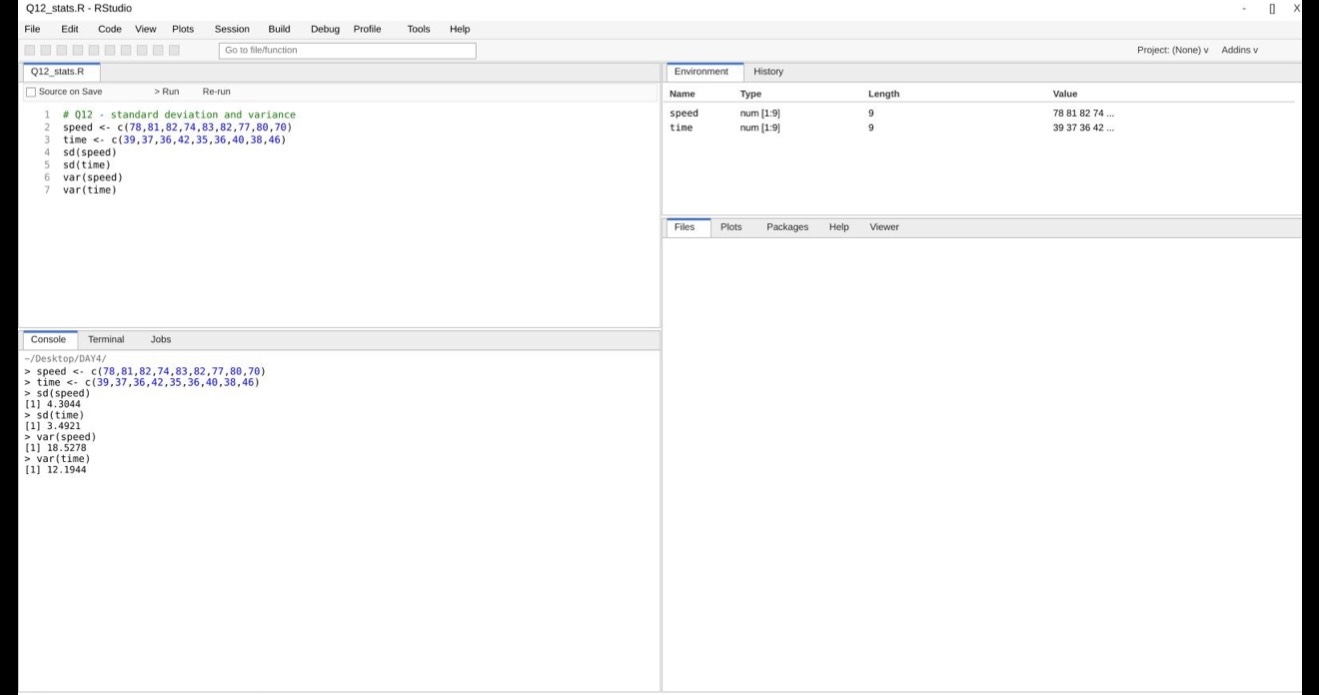 Q12_stats.R - RStudio - [] X
File Edit Code View Plots Session Build Debug Profile Tools Help
Go to file/function Project: (None) v Addins v
Q12_stats.R
Source on Save > Run Re-run
1 # Q12 - standard deviation and variance
2 speed <- c(78,81,82,74,83,82,77,80,70)
3 time <- c(39,37,36,42,35,36,40,38,46)
4 sd(speed)
5 sd(time)
6 var(speed)
7 var(time)
Console Terminal Jobs
~/Desktop/DAY4/
> speed <- c(78,81,82,74,83,82,77,80,70)
> time <- c(39,37,36,42,35,36,40,38,46)
> sd(speed)
[1] 4.3044
> sd(time)
[1] 3.4921
> var(speed)
[1] 18.5278
> var(time)
[1] 12.1944
Environment History
Name Type Length Value
speed num [1:9] 9 78 81 82 74 ...
time num [1:9] 9 39 37 36 42 ...
Files Plots Packages Help Viewer